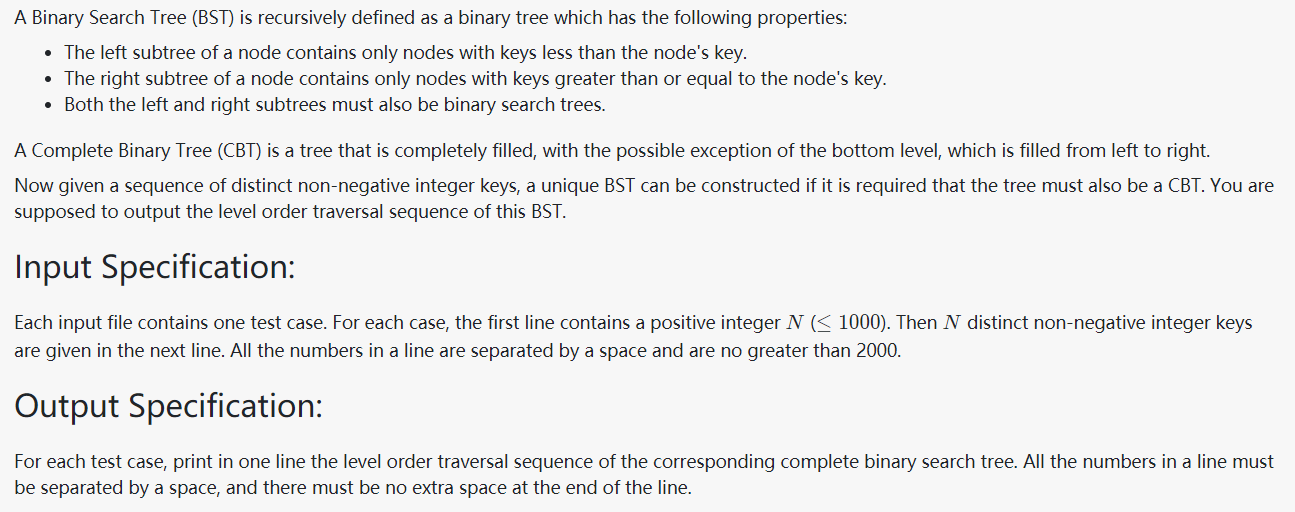 A Binary Search Tree (BST) is recursively defined as a binary tree which has the following properties:
• The left subtree of a node contains only nodes with keys less than the node's key.
• The right subtree of a node contains only nodes with keys greater than or equal to the node's key.
• Both the left and right subtrees must also be binary search trees.
A Complete Binary Tree (CBT) is a tree that is completely filled, with the possible exception of the bottom level, which is filled from left to right.
Now given a sequence of distinct non-negative integer keys, a unique BST can be constructed if it is required that the tree must also be a CBT. You are
supposed to output the level order traversal sequence of this BST.
Input Specification:
Each input file contains one test case. For each case, the first line contains a positive integer N (≤ 1000). Then N distinct non-negative integer keys
are given in the next line. All the numbers in a line are separated by a space and are no greater than 2000.
Output Specification:
For each test case, print in one line the level order traversal sequence of the corresponding complete binary search tree. All the numbers in a line must
be separated by a space, and there must be no extra space at the end of the line.